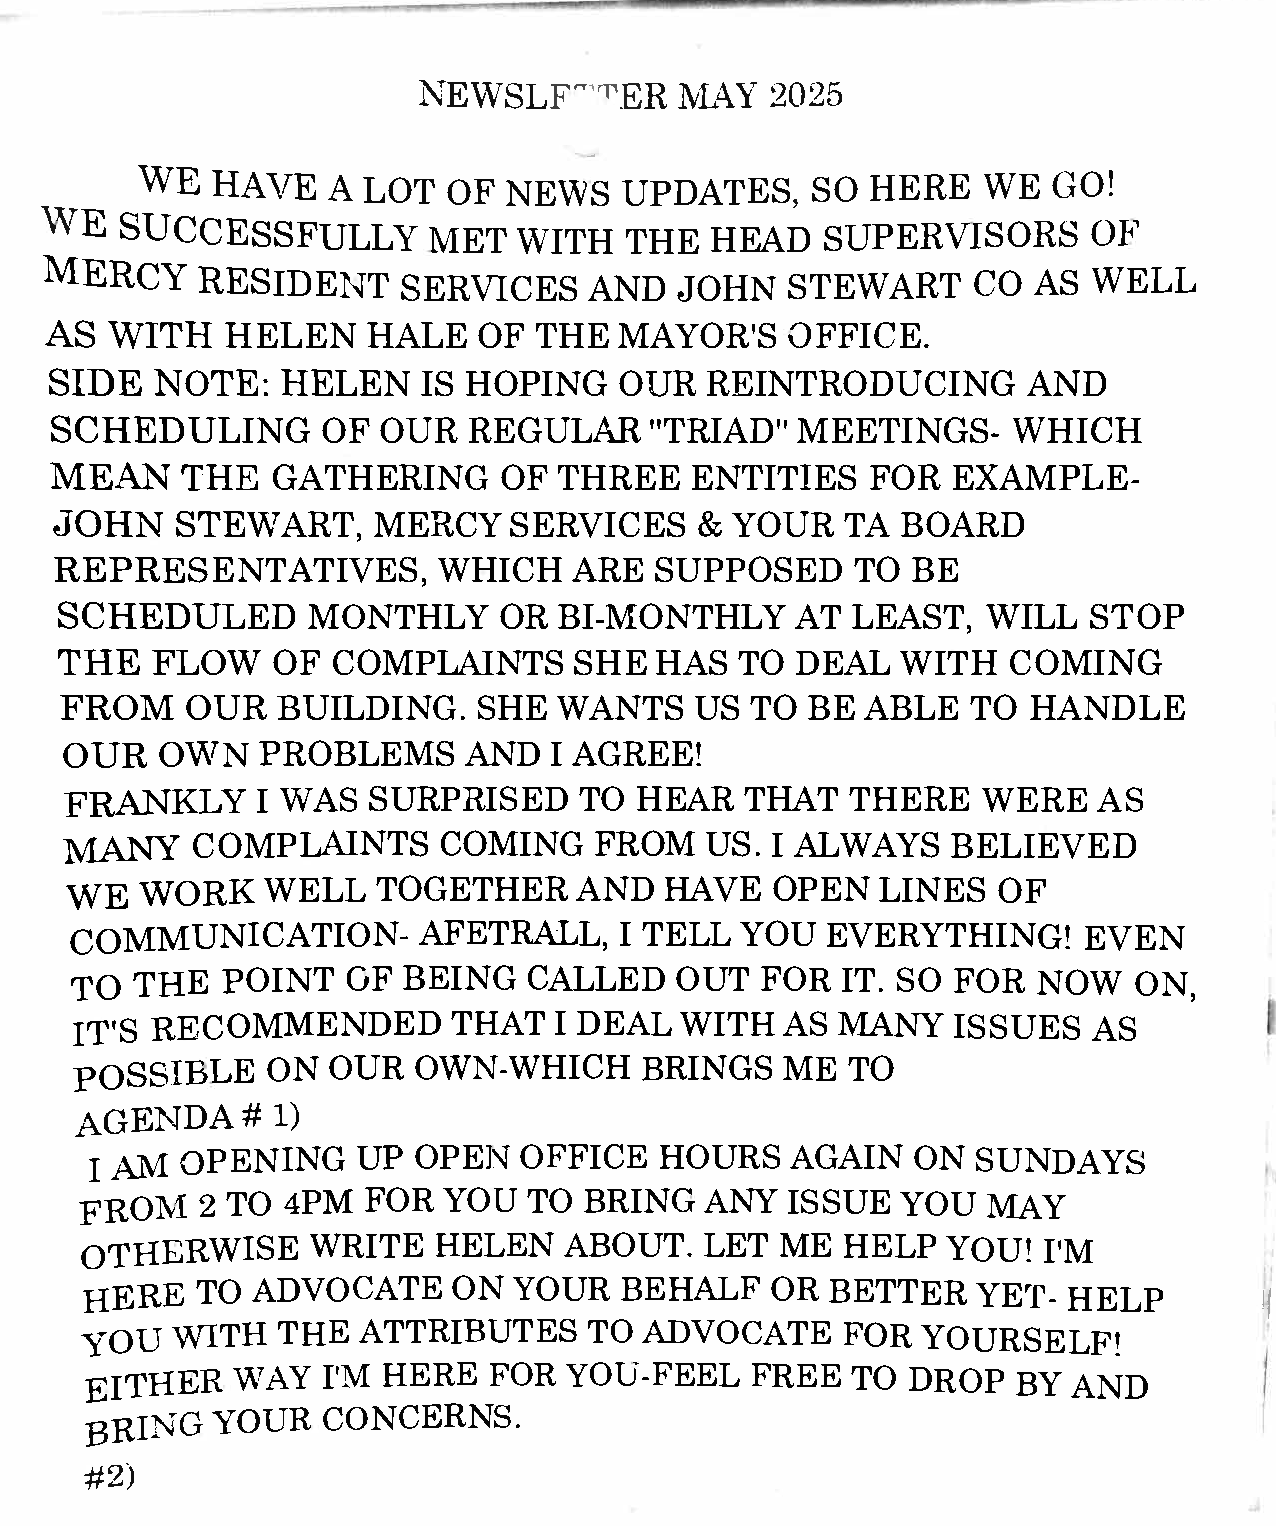 NEWSLETTER MAY 2025
WE HAVE A LOT OF NEWS UPDATES, SO HERE WE GO!
WE SUCCESSFULLY MET WITH THE HEAD SUPERVISORS OF
MERCY RESIDENT SERVICES AND JOHN STEWART CO AS WELL
AS WITH HELEN HALE OF THE MAYOR'S OFFICE.
SIDE NOTE: HELEN IS HOPING OUR REINTRODUCING AND
SCHEDULING OF OUR REGULAR "TRIAD" MEETINGS- WHICH
MEAN THE GATHERING OF THREE ENTITIES FOR EXAMPLE-
JOHN STEWART, MERCY SERVICES & YOUR TA BOARD
REPRESENTATIVES, WHICH ARE SUPPOSED TO BE
SCHEDULED MONTHLY OR BI-MONTHLY AT LEAST, WILL STOP
THE FLOW OF COMPLAINTS SHE HAS TO DEAL WITH COMING
FROM OUR BUILDING. SHE WANTS US TO BE ABLE TO HANDLE
OUR OWN PROBLEMS AND I AGREE!
FRANKLY I WAS SURPRISED TO HEAR THAT THERE WERE AS
MANY COMPLAINTS COMING FROM US. I ALWAYS BELIEVED
WE WORK WELL TOGETHER AND HAVE OPEN LINES OF
COMMUNICATION- AFETRALL, I TELL YOU EVERYTHING! EVEN
TO THE POINT OF BEING CALLED OUT FOR IT. SO FOR NOW ON,
IT'S RECOMMENDED THAT I DEAL WITH AS MANY ISSUES AS
POSSIBLE ON OUR OWN-WHICH BRINGS ME TO
AGENDA # 1)
I AM OPENING UP OPEN OFFICE HOURS AGAIN ON SUNDAYS
FROM 2 TO 4PM FOR YOU TO BRING ANY ISSUE YOU MAY
OTHERWISE WRITE HELEN ABOUT. LET ME HELP YOU! I'M
HERE TO ADVOCATE ON YOUR BEHALF OR BETTER YET- HELP
YOU WITH THE ATTRIBUTES TO ADVOCATE FOR YOURSELF!
EITHER WAY I'M HERE FOR YOU-FEEL FREE TO DROP BY AND
BRING YOUR CONCERNS.
#2)